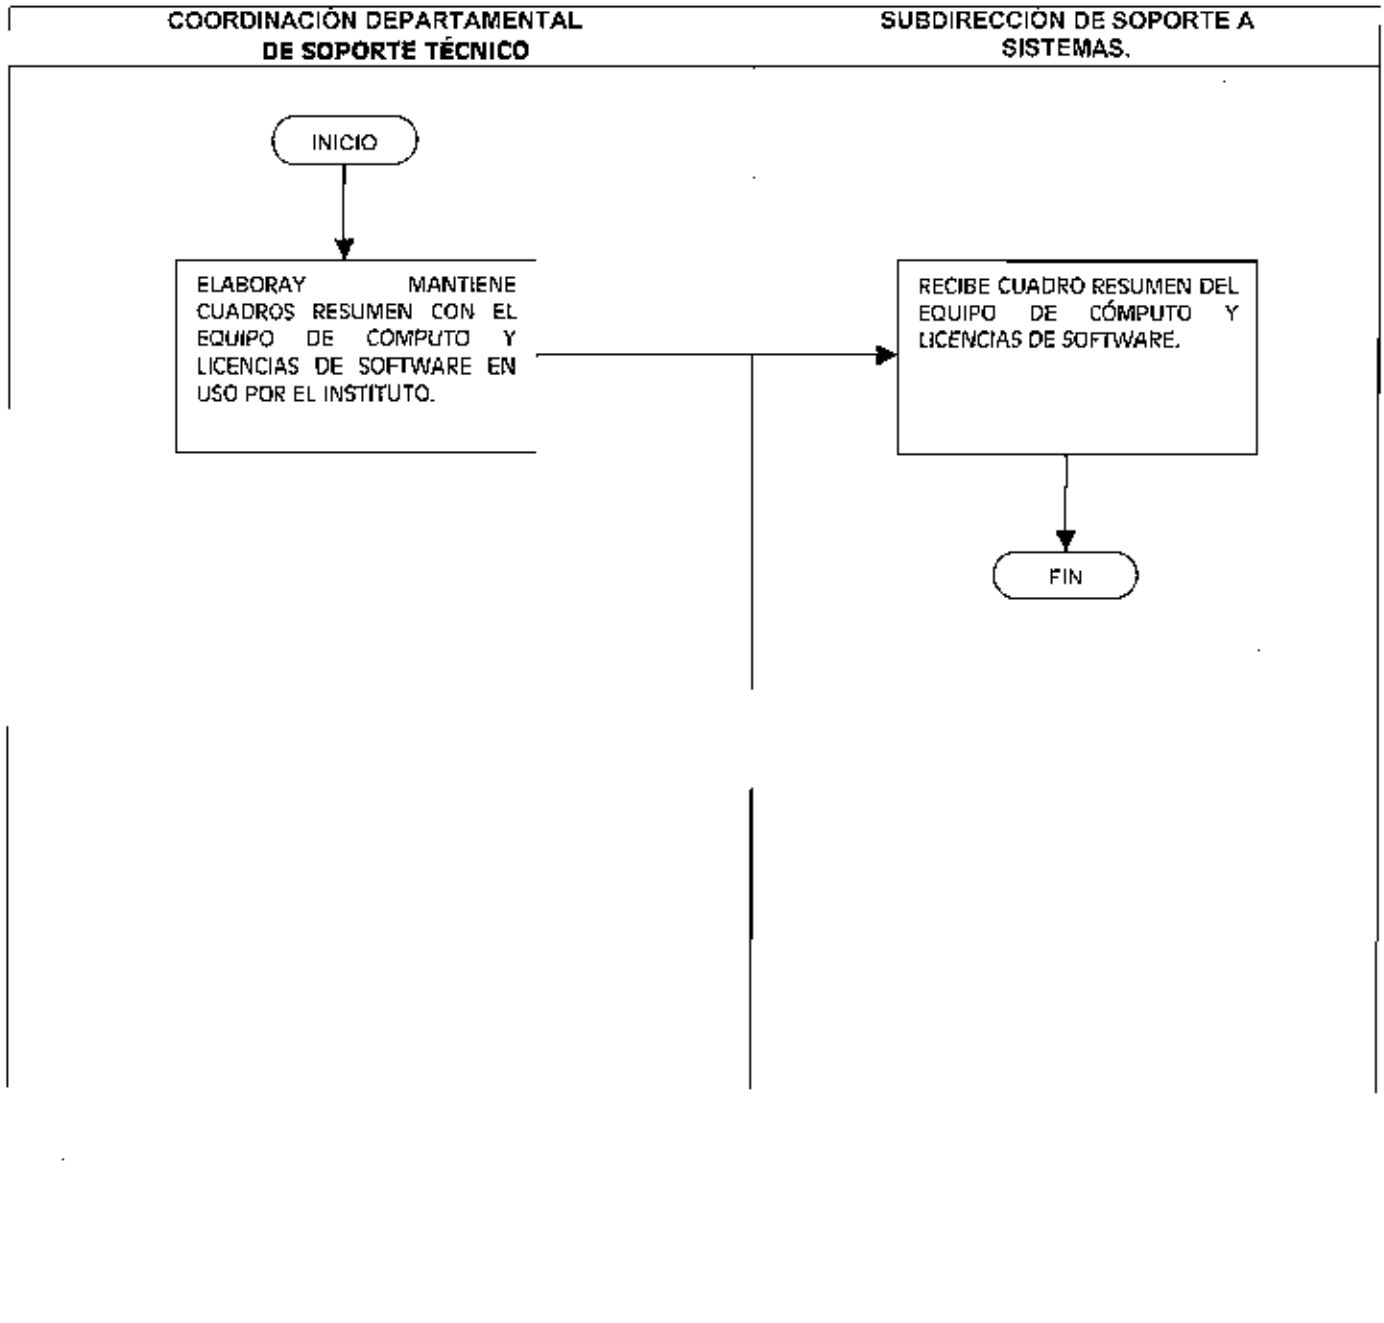 COORDINACIÓN DEPARTAMENTAL
DE SOPORTE TÉCNICO
SUBDIRECCIÓN DE SOPORTE A
SISTEMAS.
INICIO
ELABORAY MANTIENE
CUADROS RESUMEN CON EL
EQUIPO DE COMPUTO Y
LICENCIAS DE SOFTWARE EN
USO POR EL INSTITUTO.
RECIBE CUADRO RESUMEN DEL
EQUIPO DE CÓMPUTO Y
LICENCIAS DE SOFTWARE.
FIN